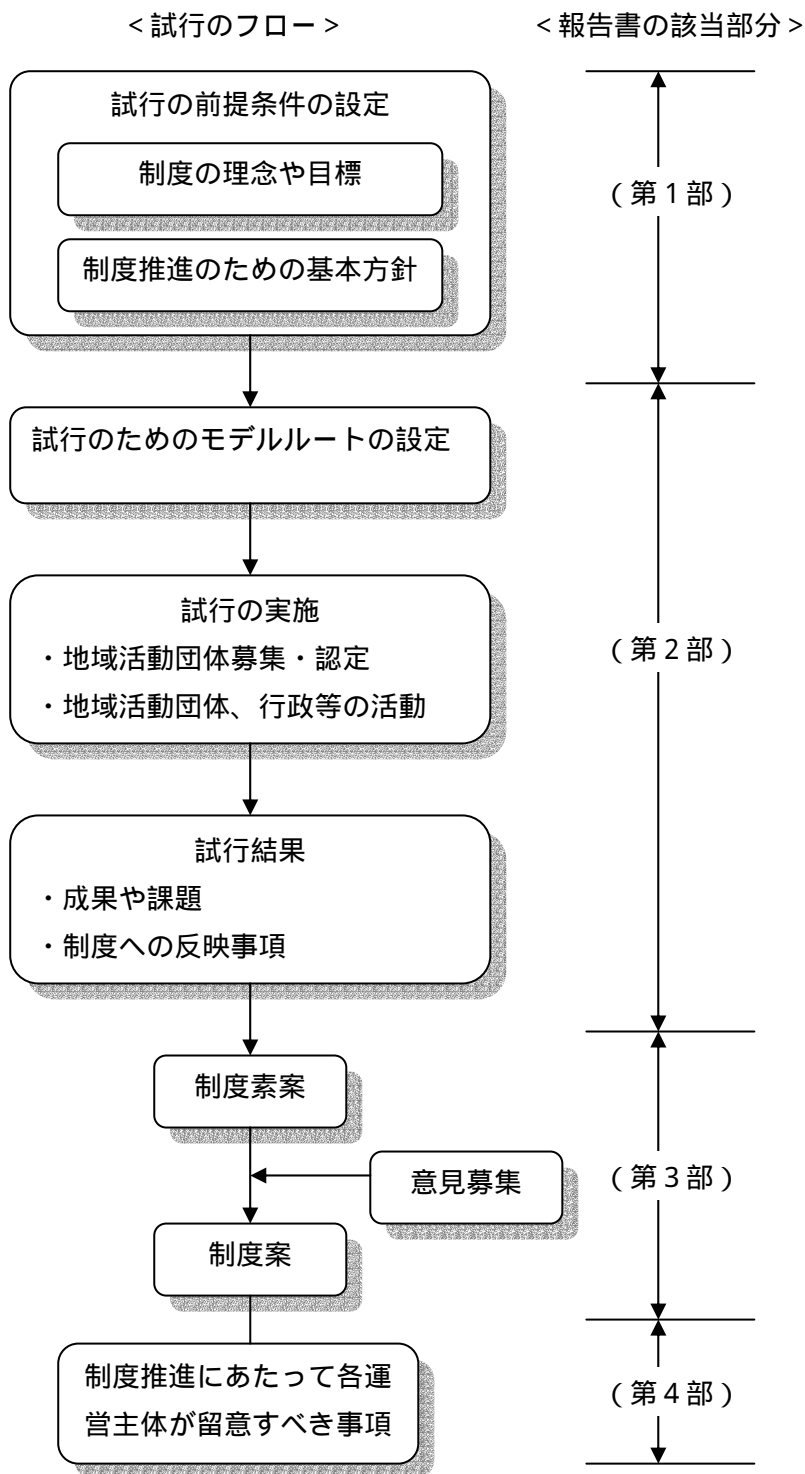 ＜試行のフロー＞
＜報告書の該当部分＞
試行の前提条件の設定
制度の理念や目標
制度推進のための基本方針
（第1部）
試行のためのモデルルートの設定
試行の実施
・地域活動団体募集・認定
・地域活動団体、行政等の活動
（第2部）
試行結果
・成果や課題
・制度への反映事項
制度素案
意見募集
（第3部）
制度案
制度推進にあたって各運
営主体が留意すべき事項
（第4部）